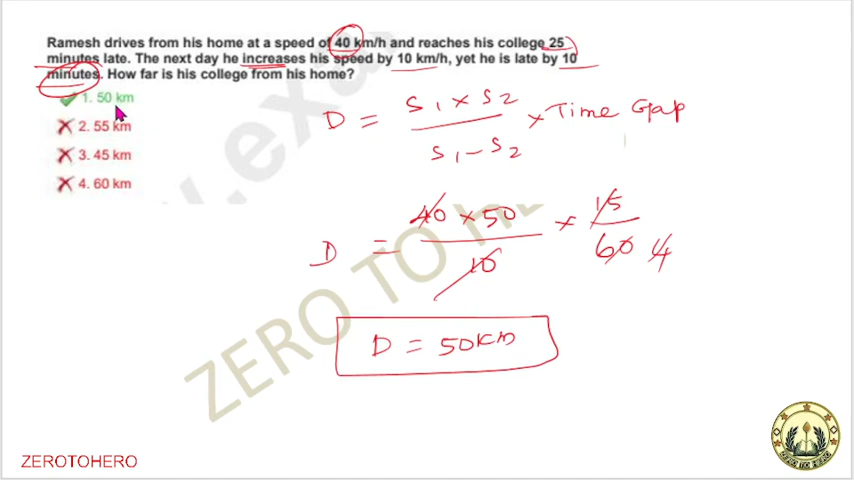 Ramesh drives from his home at a speed of 40 km/h and reaches his college 25
minutes late. The next day he increases his speed by 10 km/h, yet he is late by 10
minutes. How far is his college from his home?
1. 50 km
2. 55 km
3. 45 km
4. 60 km
D = S1 × S2 / S1 − S2 × Time Gap
D = 40 × 50 / 10 × 15 / 60 4
D = 50 km
ZERO TO
ZEROTOHERO